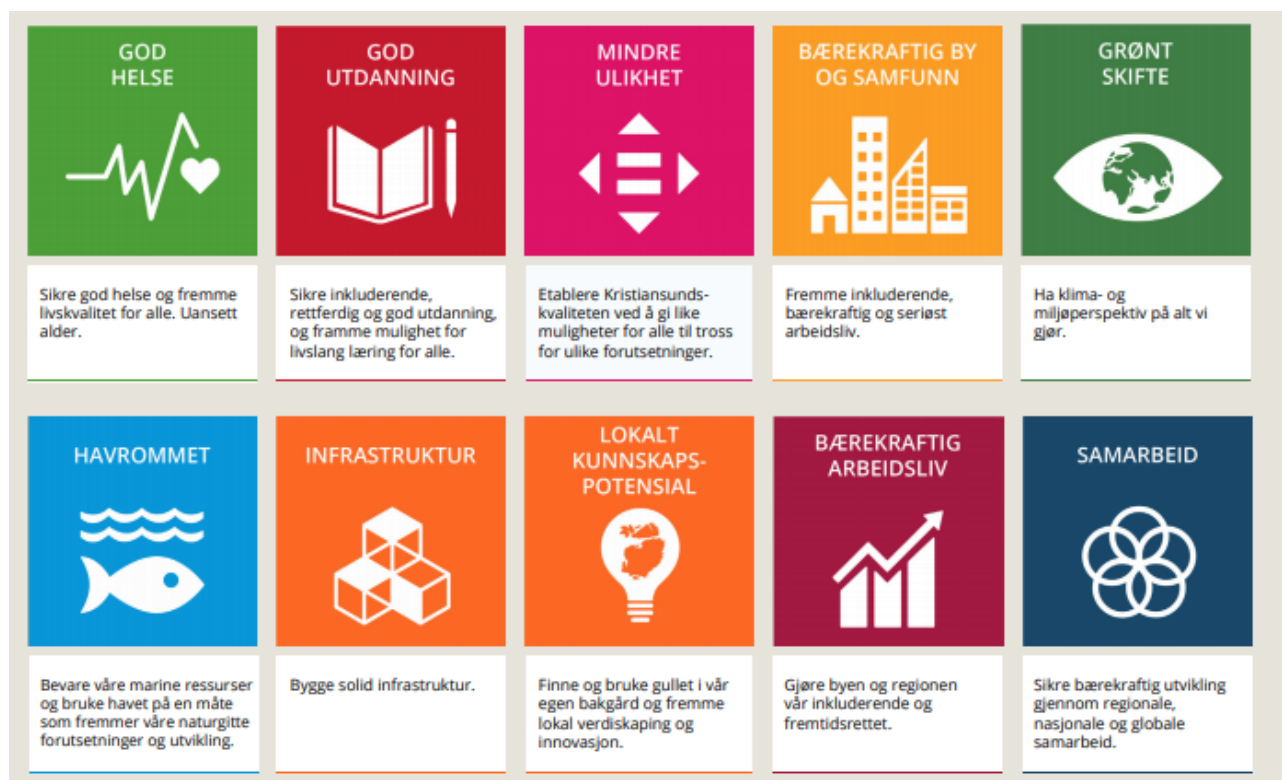 GOD
HELSE
Sikre god helse og fremme
livskvalitet for alle. Uansett
alder.
GOD
UTDANNING
Sikre inkluderende,
rettferdig og god utdanning,
og framme mulighet for
livslang læring for alle.
MINDRE
ULIKHET
Etablere Kristiansunds-
kvaliteten ved å gi like
muligheter for alle til tross
for ulike forutsetninger.
BÆREKRAFTIG BY
OG SAMFUNN
Fremme inkluderende,
bærekraftig og seriøst
arbeidsliv.
GRØNT
SKIFTE
Ha klima- og
miljøperspektiv på alt vi
gjør.
HAVROMMET
Bevare våre marine ressurser
og bruke havet på en måte
som fremmer våre naturgitte
forutsetninger og utvikling.
INFRASTRUKTUR
Bygge solid infrastruktur.
LOKALT
KUNNSKAPS-
POTENSIAL
Finne og bruke gullet i vår
egen bakgård og fremme
lokal verdiskaping og
innovasjon.
BÆREKRAFTIG
ARBEIDSLIV
Gjøre byen og regionen
vår inkluderende og
fremtidsrettet.
SAMARBEID
Sikre bærekraftig utvikling
gjennom regionale,
nasjonale og globale
samarbeid.